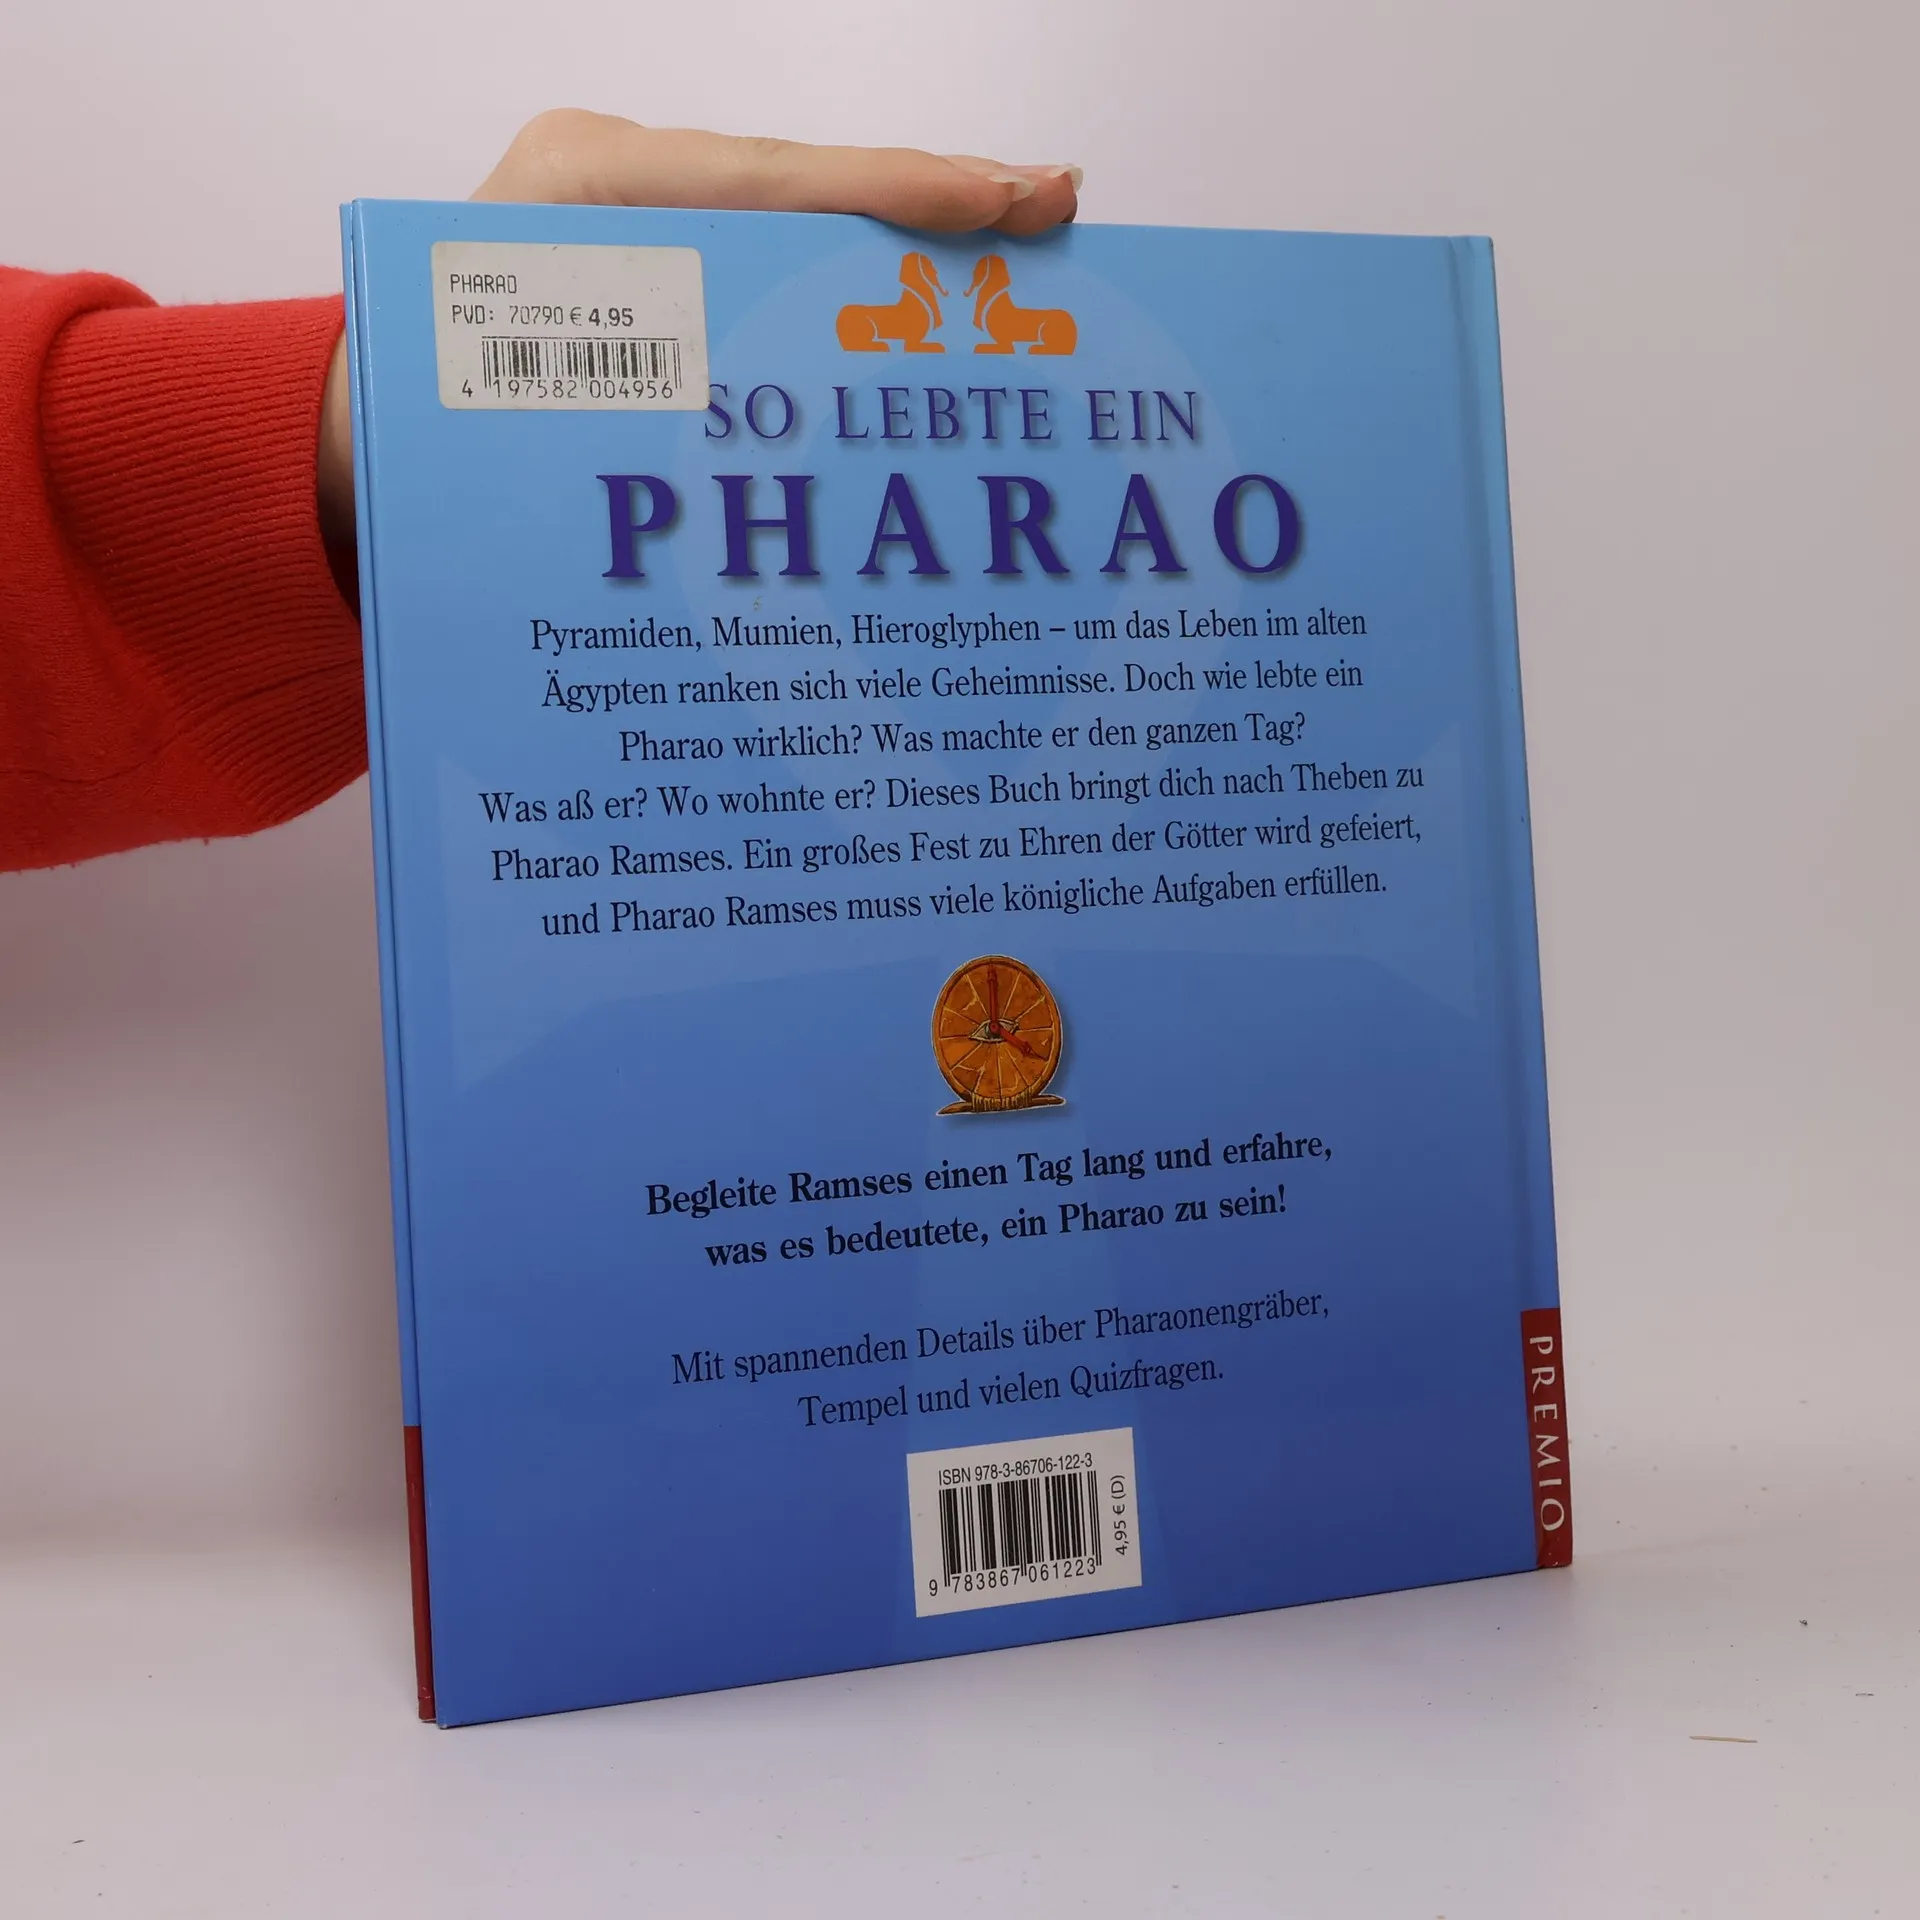 PHARAO
PVD: 70790 € 4,95
4 197582 004956
SO LEBTE EIN
PHARAO
Pyramiden, Mumien, Hieroglyphen – um das Leben im alten
Ägypten ranken sich viele Geheimnisse. Doch wie lebte ein
Pharao wirklich? Was machte er den ganzen Tag?
Was aß er? Wo wohnte er? Dieses Buch bringt dich nach Theben zu
Pharao Ramses. Ein großes Fest zu Ehren der Götter wird gefeiert,
und Pharao Ramses muss viele königliche Aufgaben erfüllen.
Begleite Ramses einen Tag lang und erfahre,
was es bedeutete, ein Pharao zu sein!
Mit spannenden Details über Pharaonengräber,
Tempel und vielen Quizfragen.
ISBN 978-3-86706-122-3
9 783867 061223
4,95 € (D)
PREMIO